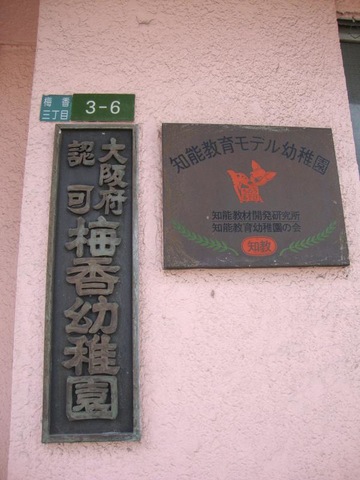 梅香
三丁目
3-6
大阪府
認可
梅香幼稚園
知能教育モデル幼稚園
知能教材開発研究所
知能教育幼稚園の会
知教